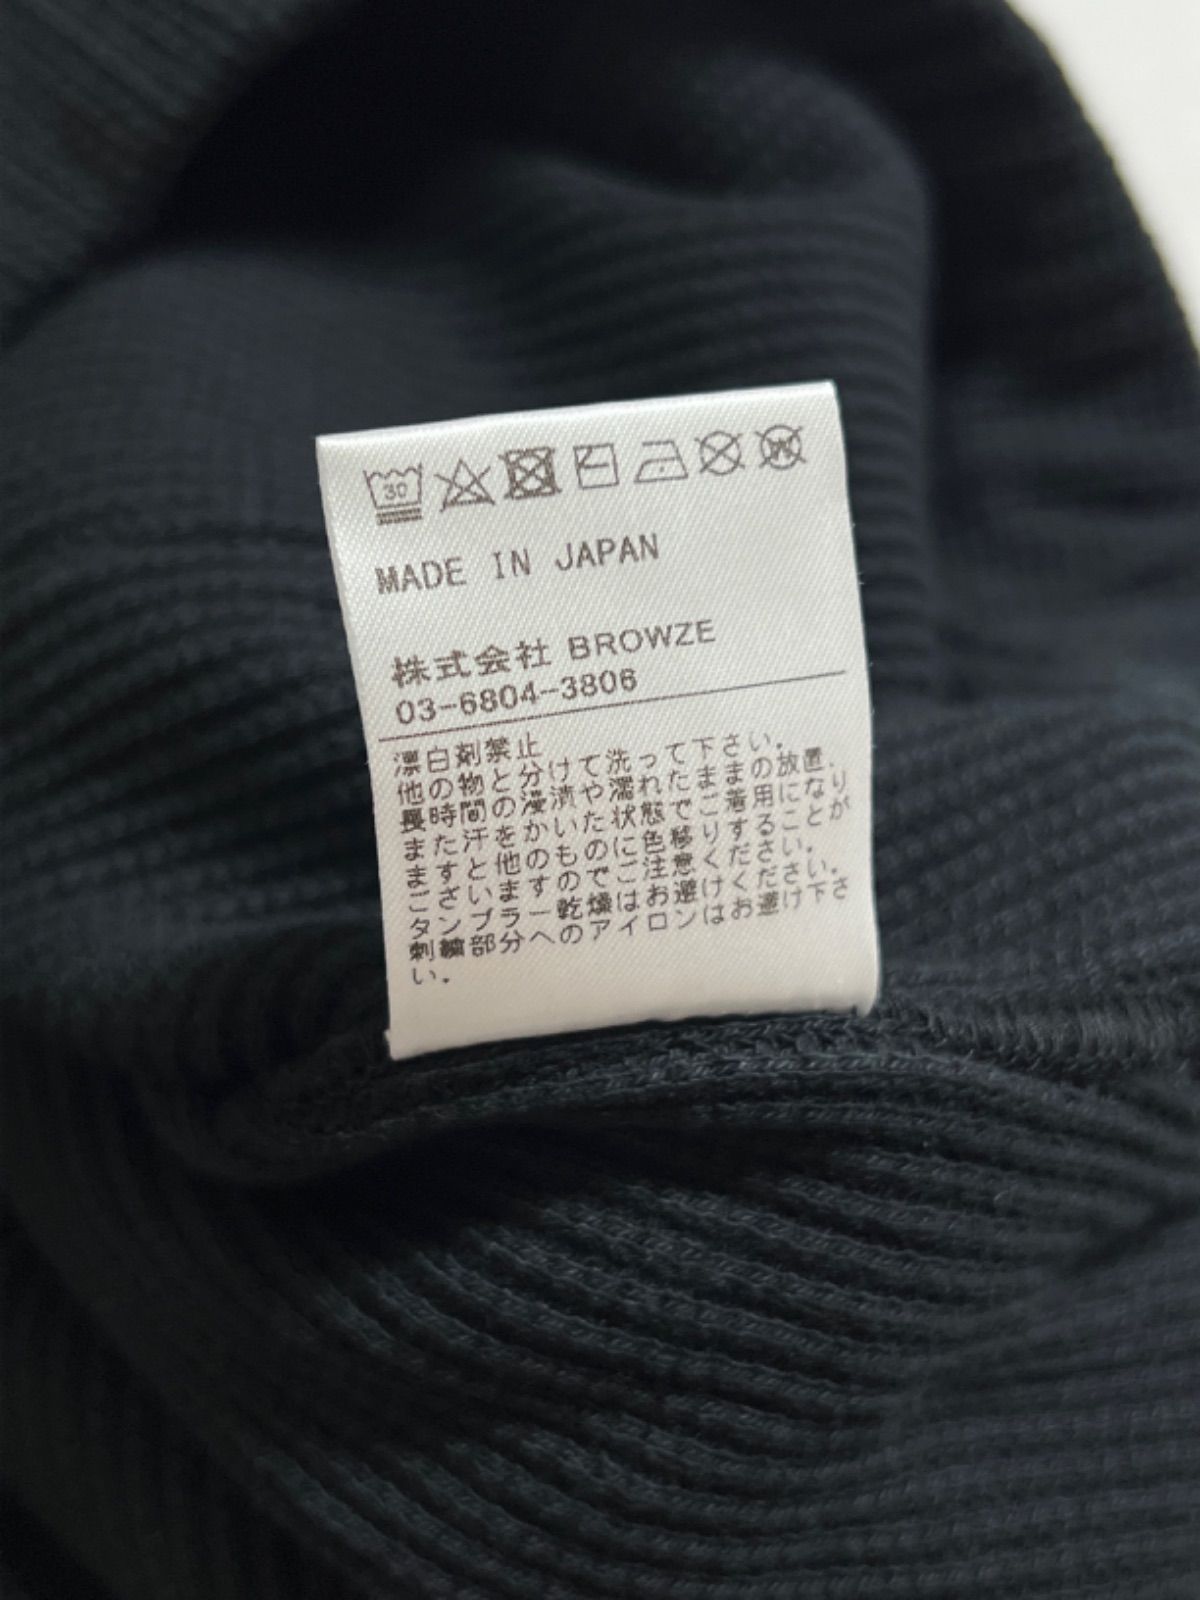 30
MADE IN JAPAN
株式会社 BROWZE
03-6804-3806
漂白剤禁止
他の物と分けて洗って下さい。
長時間の浸漬や濡れたままの放置、
また汗をかいた状態でご着用になり
ますと他のものに色移りすることが
ございますのでご注意ください。
タンブラー乾燥はお避けください。
刺繍部分へのアイロンはお避け下さ
い。